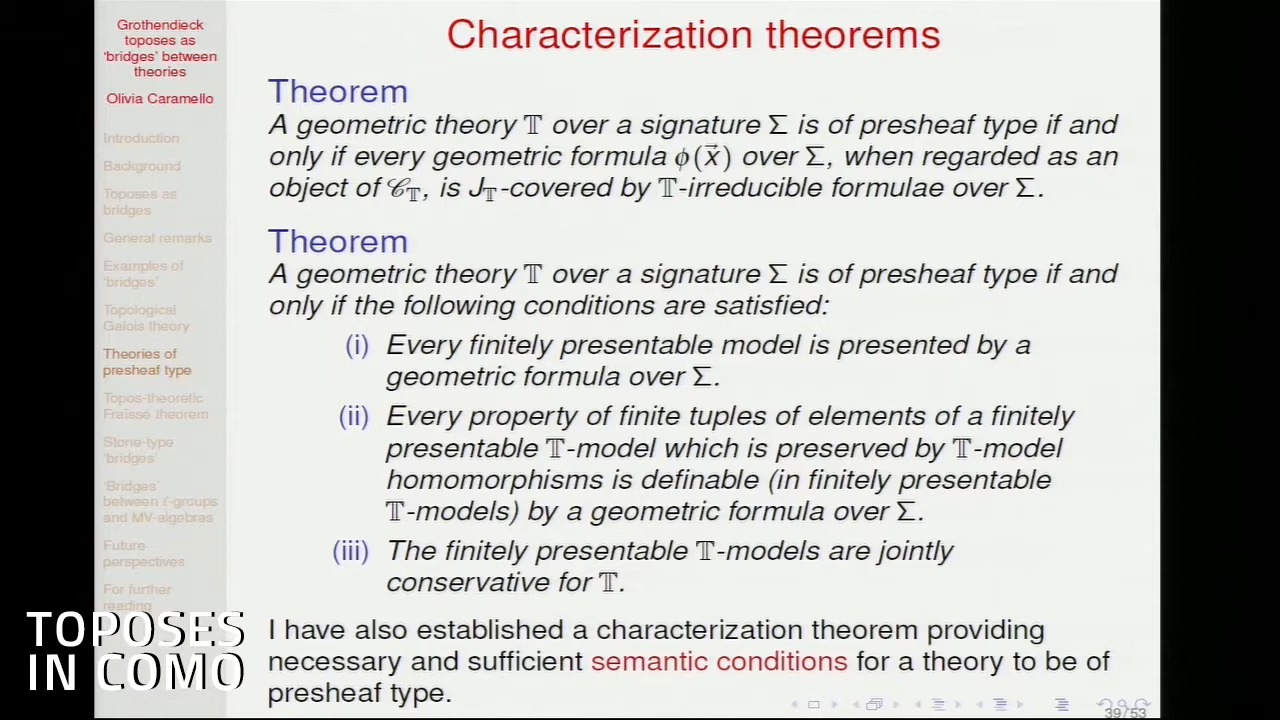 Grothendieck
toposes as
‘bridges’ between
theories
Olivia Caramello
Introduction
Background
Toposes as
bridges
General remarks
Examples of
‘bridges’
Topological
Galois theory
Theories of
presheaf type
Topos-theoretic
Fraïssé theorem
Stone-type
‘bridges’
‘Bridges’
between ℓ-groups
and MV-algebras
Future
perspectives
For further
reading
TOPOSES
IN COMO
Characterization theorems
Theorem
A geometric theory 𝕋 over a signature Σ is of presheaf type if and
only if every geometric formula ϕ(x⃗) over Σ, when regarded as an
object of 𝒞_𝕋, is J_𝕋-covered by 𝕋-irreducible formulae over Σ.
Theorem
A geometric theory 𝕋 over a signature Σ is of presheaf type if and
only if the following conditions are satisfied:
(i) Every finitely presentable model is presented by a
geometric formula over Σ.
(ii) Every property of finite tuples of elements of a finitely
presentable 𝕋-model which is preserved by 𝕋-model
homomorphisms is definable (in finitely presentable
𝕋-models) by a geometric formula over Σ.
(iii) The finitely presentable 𝕋-models are jointly
conservative for 𝕋.
I have also established a characterization theorem providing
necessary and sufficient semantic conditions for a theory to be of
presheaf type.
39/53